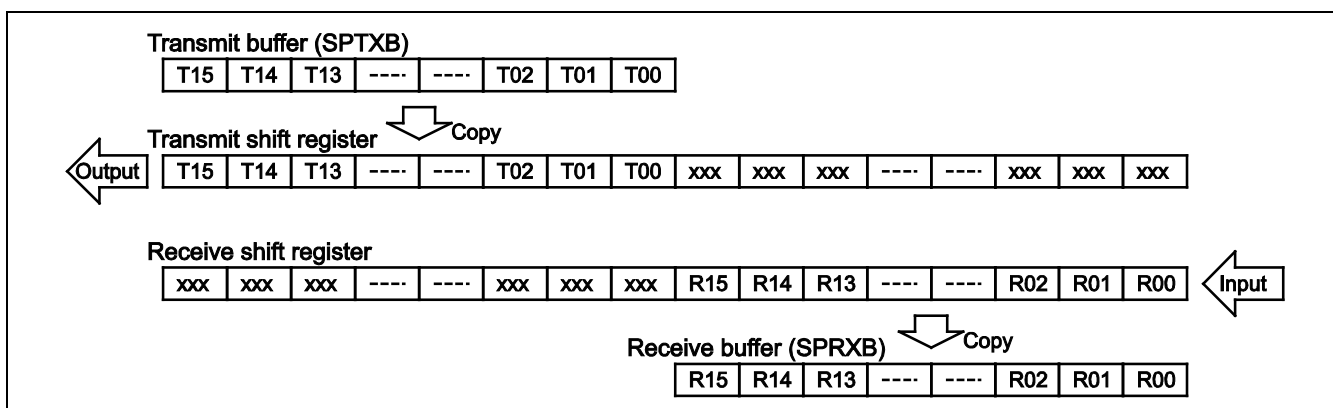 Transmit buffer (SPTXB)
T15 T14 T13 ---- ---- T02 T01 T00
Copy
Transmit shift register
Output T15 T14 T13 ---- ---- T02 T01 T00 xxx xxx xxx ---- ---- xxx xxx xxx
Receive shift register
xxx xxx xxx ---- ---- xxx xxx xxx R15 R14 R13 ---- ---- R02 R01 R00 Input
Copy
Receive buffer (SPRXB)
R15 R14 R13 ---- ---- R02 R01 R00